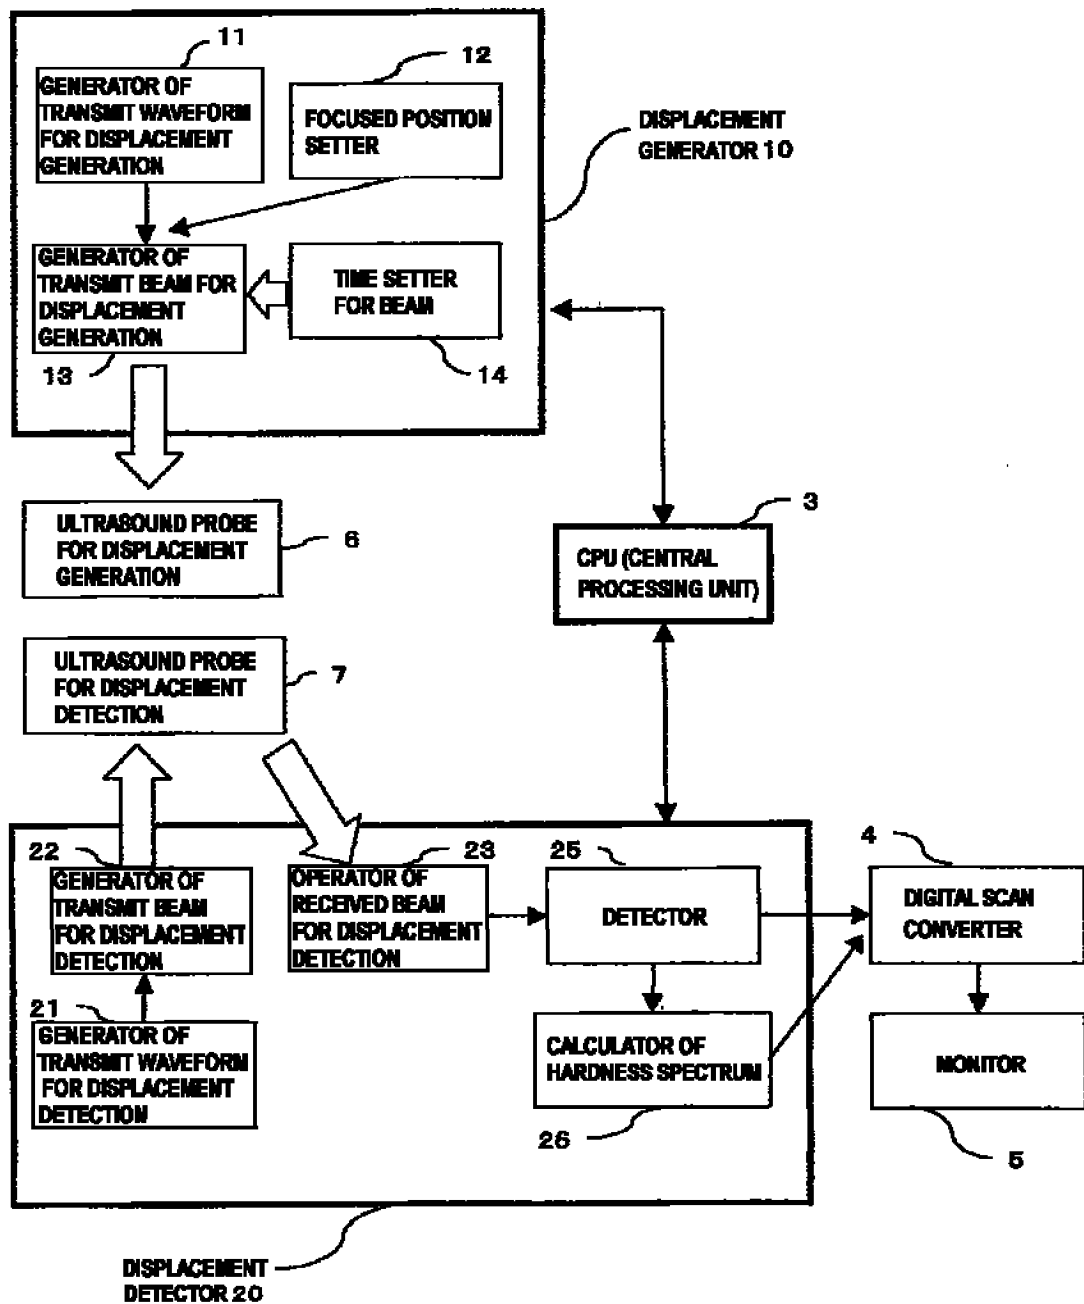 11
GENERATOR OF
TRANSMIT WAVEFORM
FOR DISPLACEMENT
GENERATION
12
FOCUSED POSITION
SETTER
DISPLACEMENT
GENERATOR 10
GENERATOR OF
TRANSMIT BEAM FOR
DISPLACEMENT
GENERATION
13
TIME SETTER
FOR BEAM
14
ULTRASOUND PROBE
FOR DISPLACEMENT
GENERATION
6
3
CPU (CENTRAL
PROCESSING UNIT)
ULTRASOUND PROBE
FOR DISPLACEMENT
DETECTION
7
22
GENERATOR OF
TRANSMIT BEAM
FOR DISPLACEMENT
DETECTION
23
OPERATOR OF
RECEIVED BEAM
FOR DISPLACEMENT
DETECTION
25
DETECTOR
4
DIGITAL SCAN
CONVERTER
21
GENERATOR OF
TRANSMIT WAVEFORM
FOR DISPLACEMENT
DETECTION
CALCULATOR OF
HARDNESS SPECTRUM
26
MONITOR
5
DISPLACEMENT
DETECTOR 20